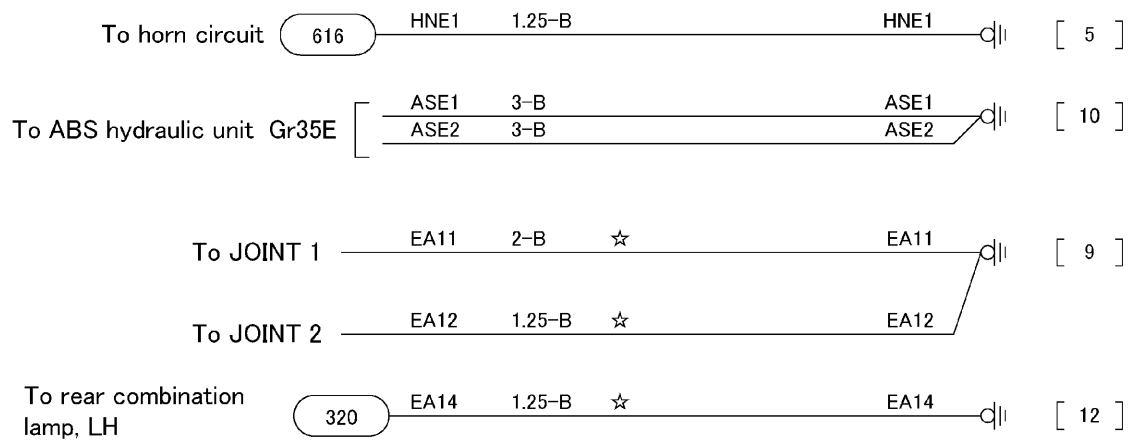 To horn circuit 616 HNE1 1.25-B HNE1 [ 5 ]
ASE1 3-B ASE1
To ABS hydraulic unit Gr35E ASE2 3-B ASE2 [ 10 ]
To JOINT 1 EA11 2-B ☆ EA11 [ 9 ]
To JOINT 2 EA12 1.25-B ☆ EA12
To rear combination
lamp, LH 320 EA14 1.25-B ☆ EA14 [ 12 ]